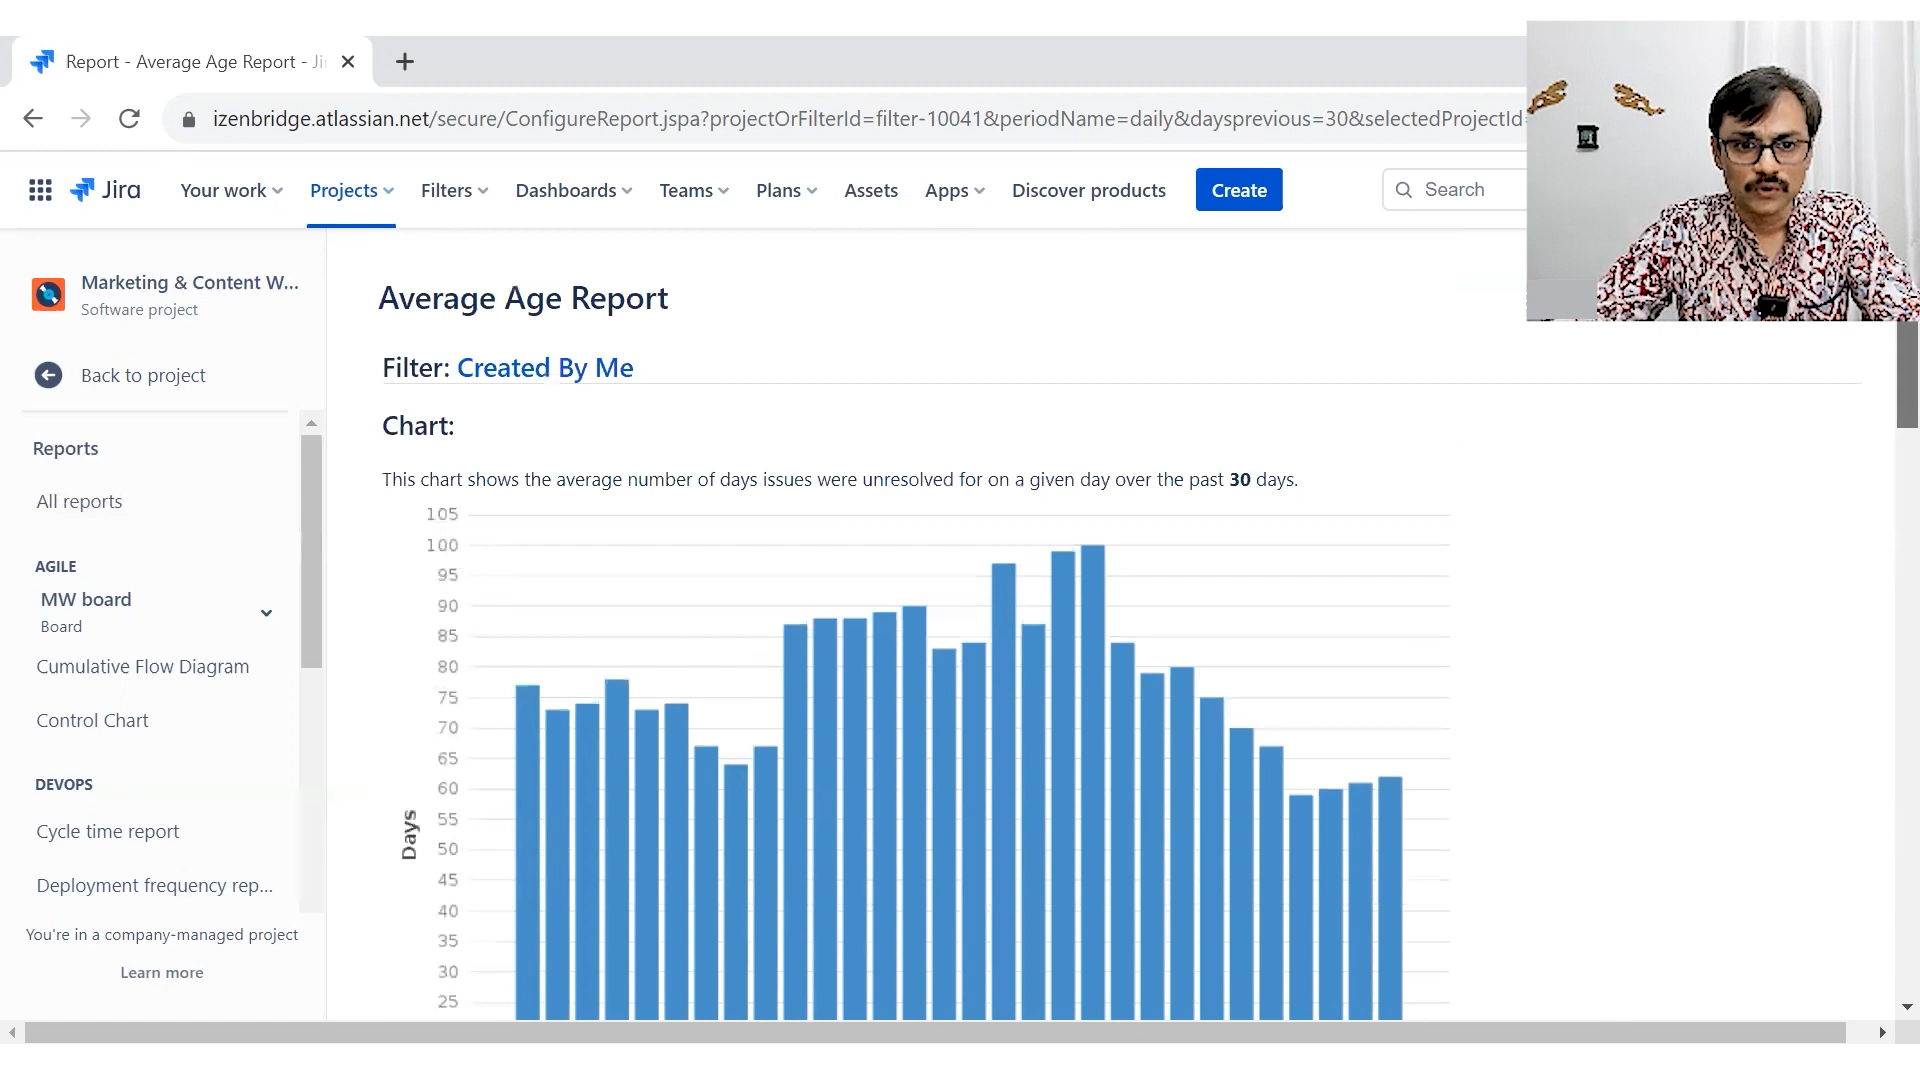 Report - Average Age Report - Ji
izenbridge.atlassian.net/secure/ConfigureReport.jspa?projectOrFilterId=filter-10041&periodName=daily&daysprevious=30&selectedProjectId=
Jira
Your work
Projects
Filters
Dashboards
Teams
Plans
Assets
Apps
Discover products
Create
Search
Marketing & Content W...
Software project
Back to project
Reports
All reports
AGILE
MW board
Board
Cumulative Flow Diagram
Control Chart
DEVOPS
Cycle time report
Deployment frequency rep...
You're in a company-managed project
Learn more
Average Age Report
Filter: Created By Me
Chart:
This chart shows the average number of days issues were unresolved for on a given day over the past 30 days.
105
100
95
90
85
80
75
70
65
60
55
50
45
40
35
30
25
Days